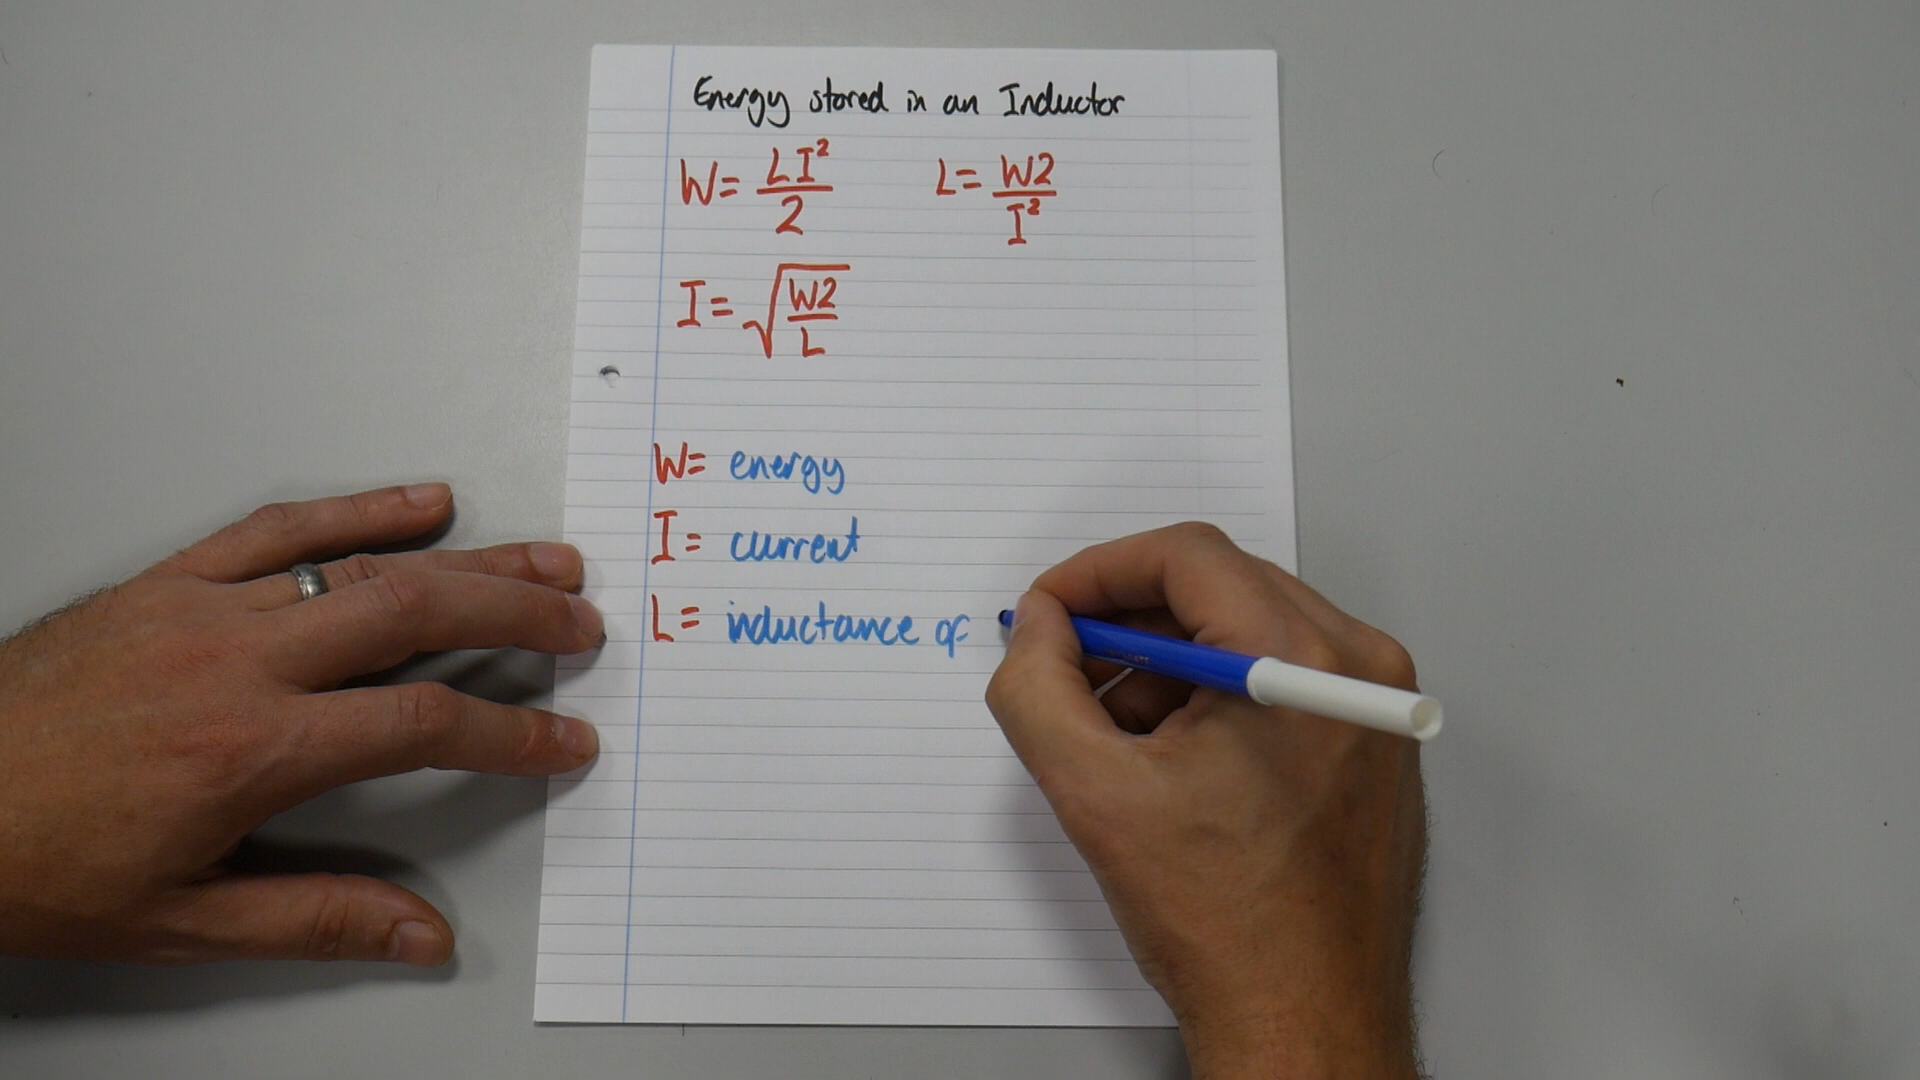 Energy stored in an Inductor
W= LI²/2 L= W2/I²
I= √(W2/L)
W= energy
I= current
L= inductance of